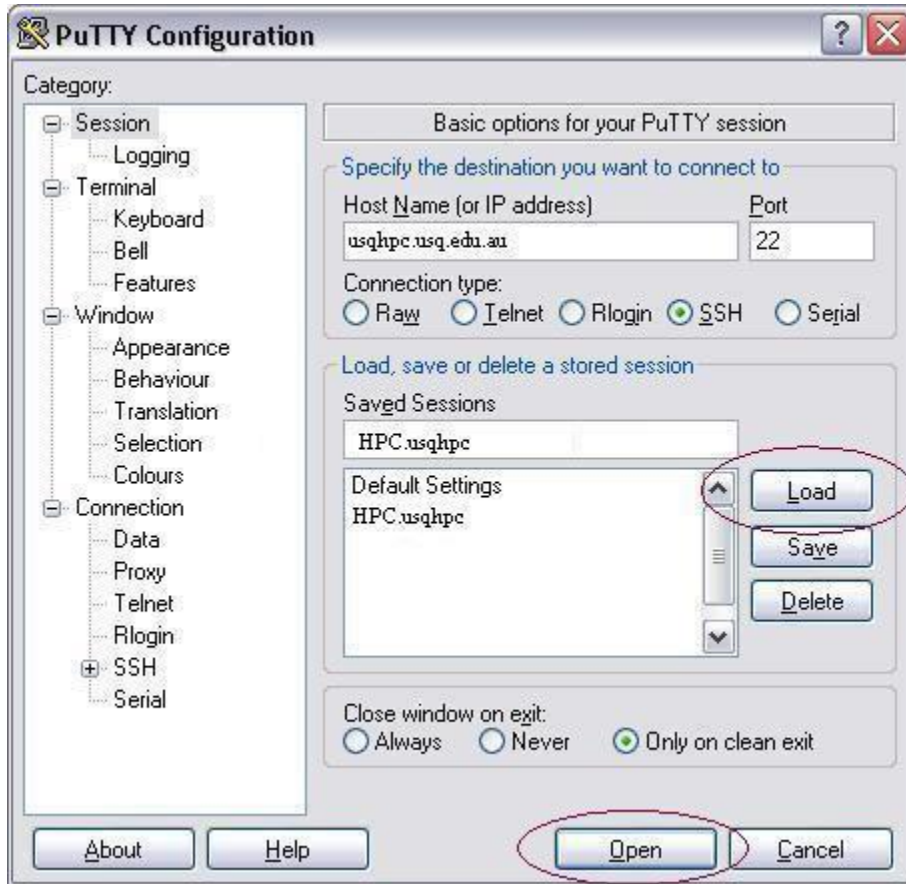 PuTTY Configuration
Category:
Session
Logging
Terminal
Keyboard
Bell
Features
Window
Appearance
Behaviour
Translation
Selection
Colours
Connection
Data
Proxy
Telnet
Rlogin
SSH
Serial
Basic options for your PuTTY session
Specify the destination you want to connect to
Host Name (or IP address) Port
usqhpc.usq.edu.au 22
Connection type:
Raw Telnet Rlogin SSH Serial
Load, save or delete a stored session
Saved Sessions
HPC.usqhpc
Default Settings
HPC.usqhpc
Load
Save
Delete
Close window on exit:
Always Never Only on clean exit
About Help Open Cancel